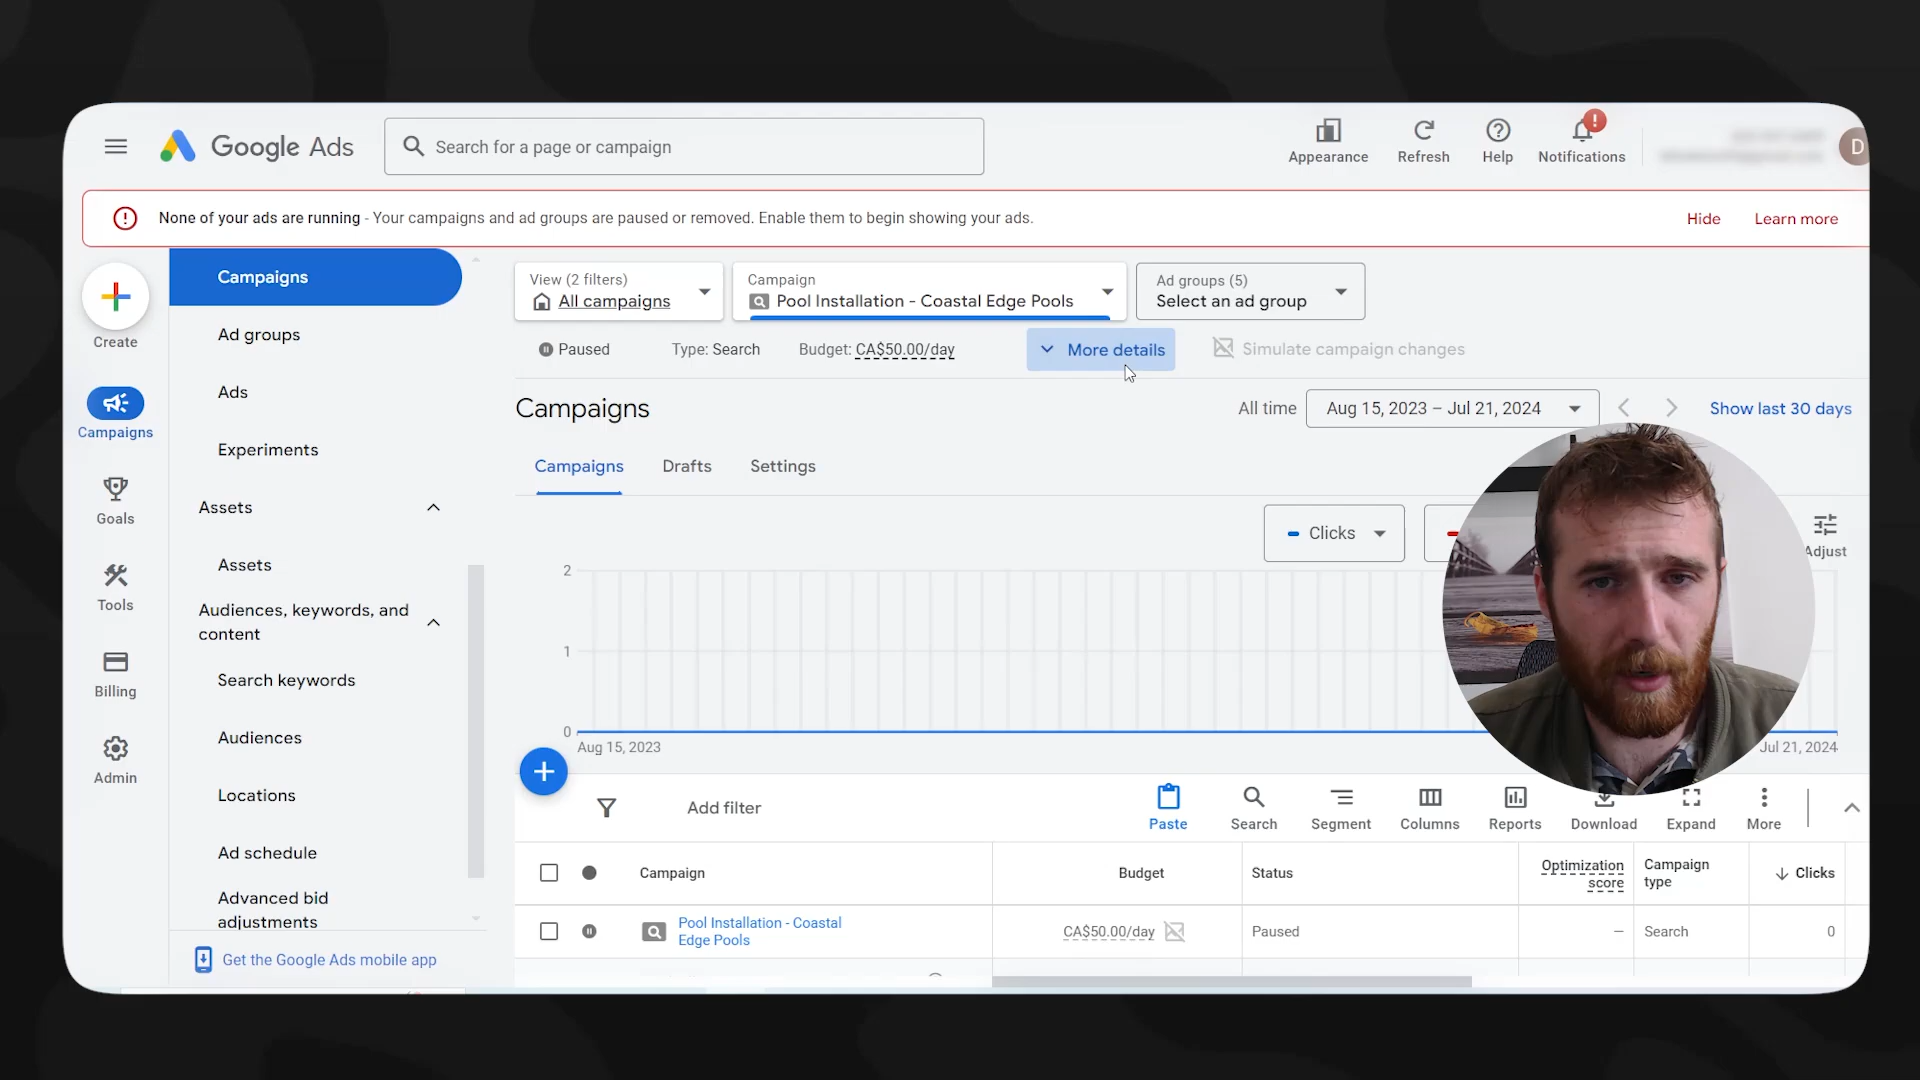 Google Ads
Search for a page or campaign
Appearance
Refresh
Help
Notifications
!
D
None of your ads are running - Your campaigns and ad groups are paused or removed. Enable them to begin showing your ads.
Hide
Learn more
Create
Campaigns
Goals
Tools
Billing
Admin
Campaigns
Ad groups
Ads
Experiments
Assets
Assets
Audiences, keywords, and
content
Search keywords
Audiences
Locations
Ad schedule
Advanced bid
adjustments
Get the Google Ads mobile app
View (2 filters)
All campaigns
Campaign
Pool Installation - Coastal Edge Pools
Ad groups (5)
Select an ad group
Paused
Type: Search
Budget: CA$50.00/day
More details
Simulate campaign changes
Campaigns
All time
Aug 15, 2023 – Jul 21, 2024
Show last 30 days
Campaigns
Drafts
Settings
Clicks
Adjust
2
1
0
Aug 15, 2023
Jul 21, 2024
Add filter
Paste
Search
Segment
Columns
Reports
Download
Expand
More
Campaign
Budget
Status
Optimization
score
Campaign
type
Clicks
Pool Installation - Coastal
Edge Pools
CA$50.00/day
Paused
—
Search
0